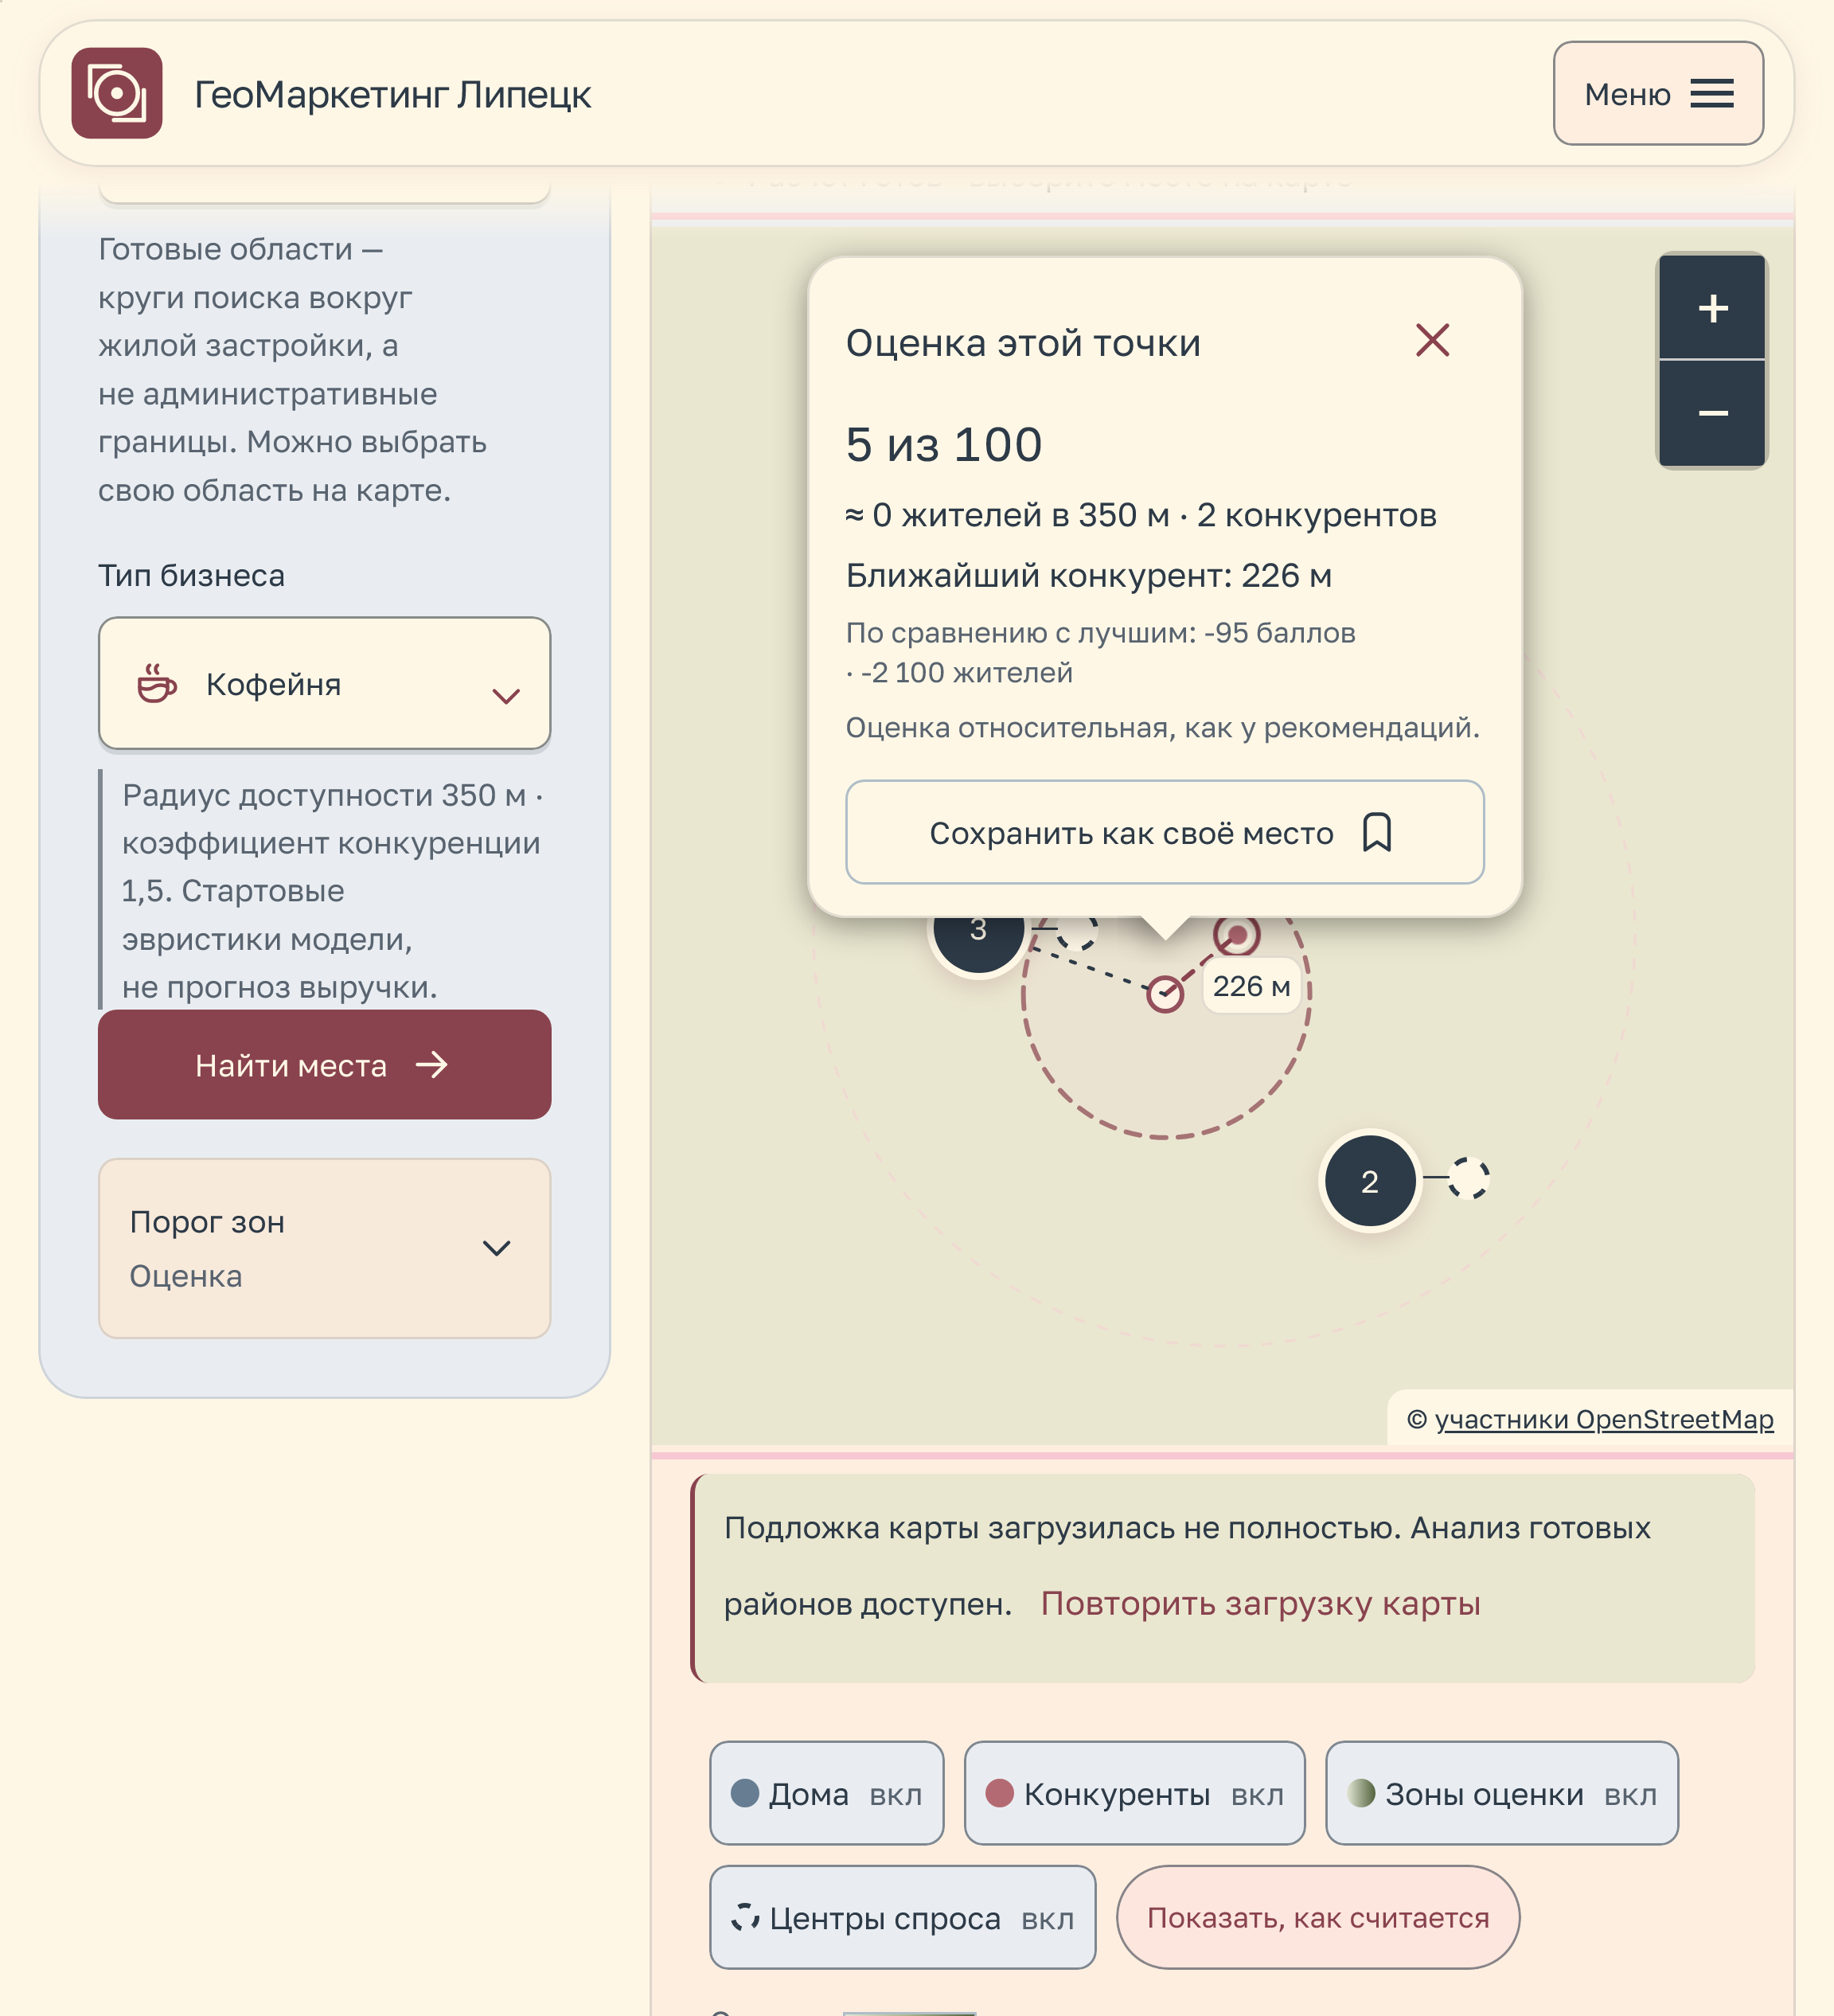 ГеоМаркетинг Липецк
Меню
Готовые области —
круги поиска вокруг
жилой застройки, а
не административные
границы. Можно выбрать
свою область на карте.
Тип бизнеса
Кофейня
Радиус доступности 350 м ·
коэффициент конкуренции
1,5. Стартовые
эвристики модели,
не прогноз выручки.
Найти места
Порог зон
Оценка
+
−
Оценка этой точки
5 из 100
≈ 0 жителей в 350 м · 2 конкурентов
Ближайший конкурент: 226 м
По сравнению с лучшим: -95 баллов
· -2 100 жителей
Оценка относительная, как у рекомендаций.
Сохранить как своё место
3
226 м
2
© участники OpenStreetMap
Подложка карты загрузилась не полностью. Анализ готовых
районов доступен. Повторить загрузку карты
Дома вкл
Конкуренты вкл
Зоны оценки вкл
Центры спроса вкл
Показать, как считается